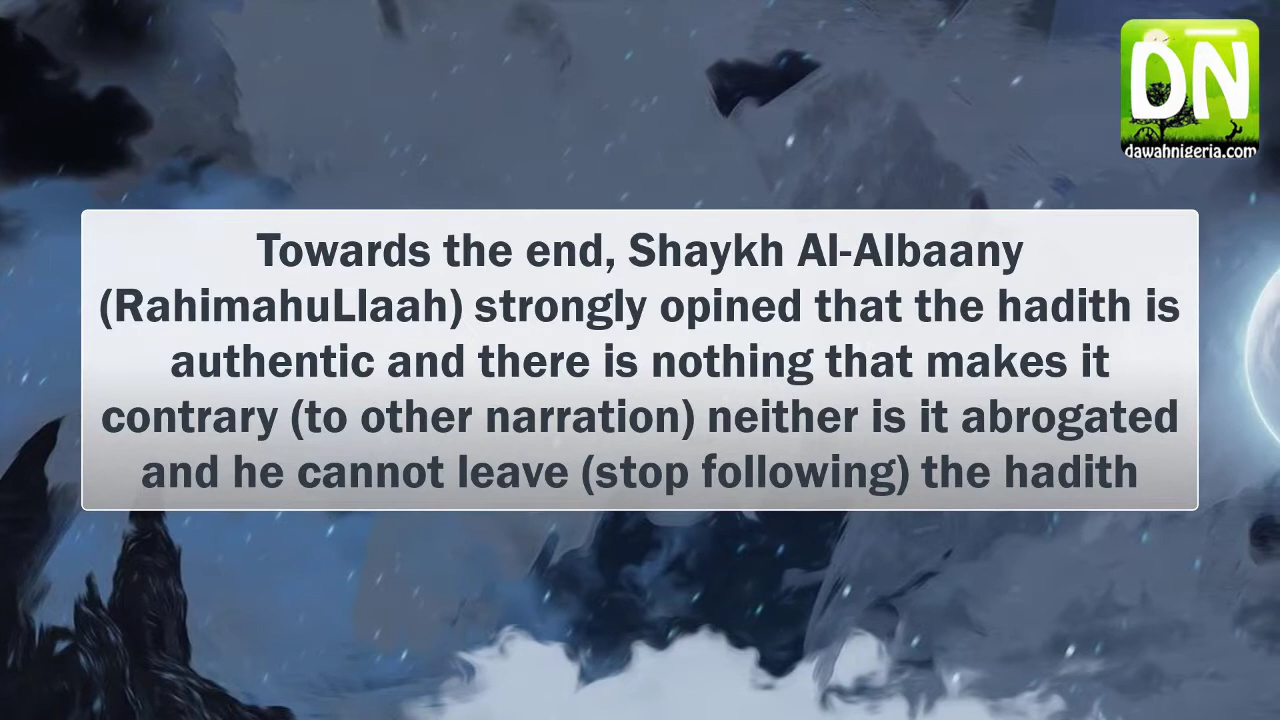 DN
dawahnigeria.com
Towards the end, Shaykh Al-Albaany
(RahimahuLlaah) strongly opined that the hadith is
authentic and there is nothing that makes it
contrary (to other narration) neither is it abrogated
and he cannot leave (stop following) the hadith